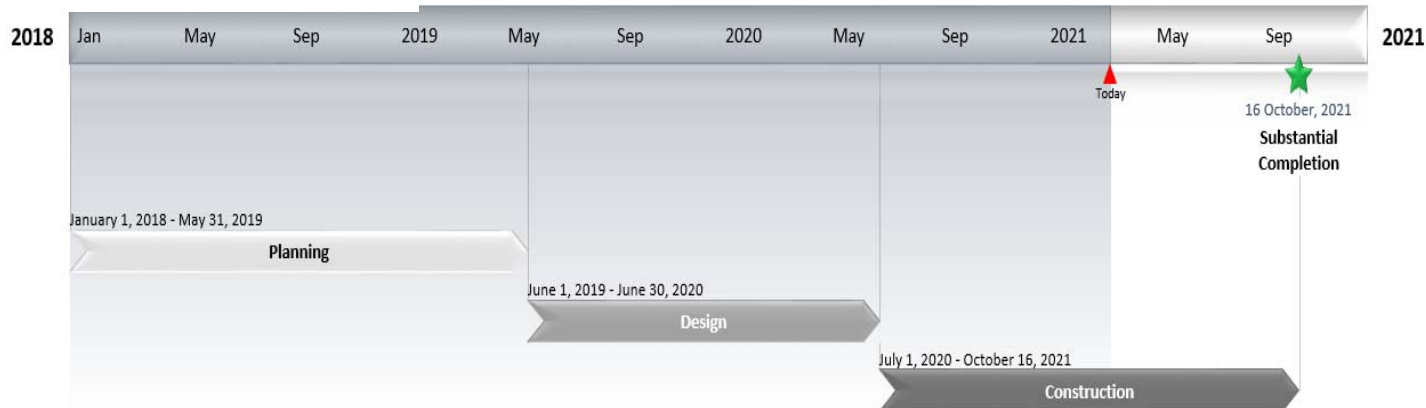 2018 Jan May Sep 2019 May Sep 2020 May Sep 2021 May Sep 2021
Today
16 October, 2021
Substantial
Completion
January 1, 2018 - May 31, 2019
Planning
June 1, 2019 - June 30, 2020
Design
July 1, 2020 - October 16, 2021
Construction